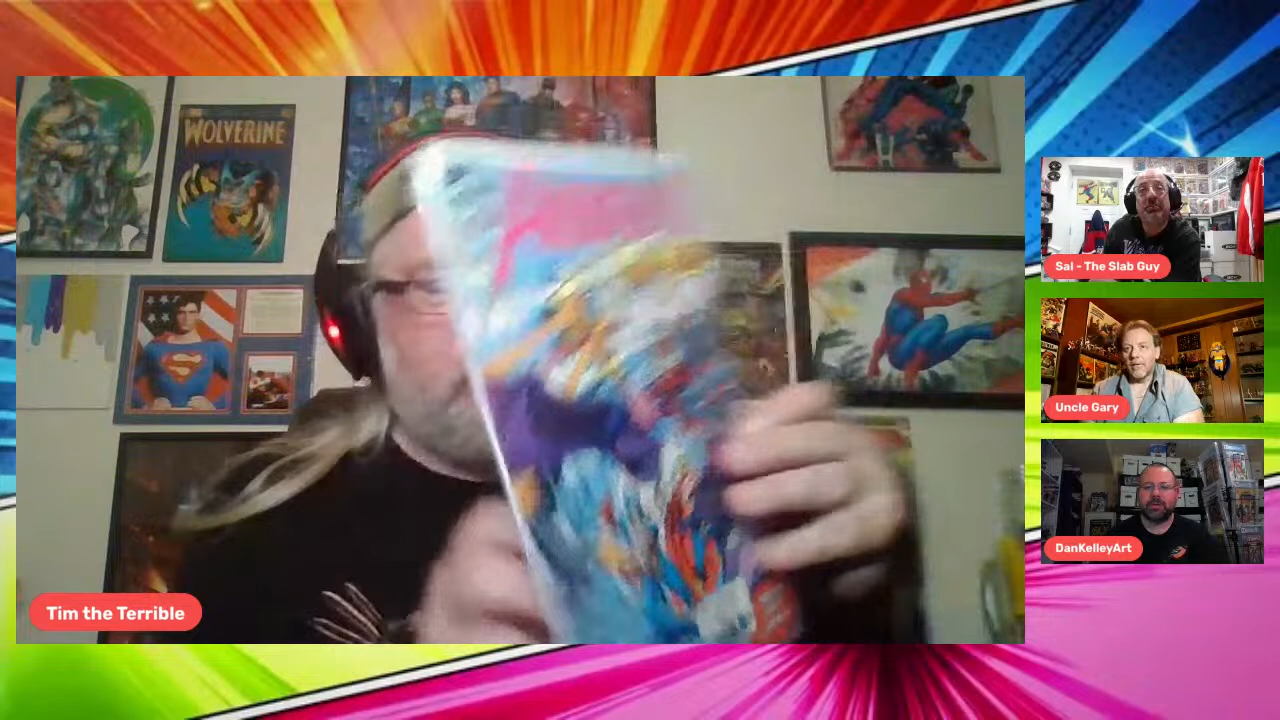 WOLVERINE
Sal - The Slab Guy
Uncle Gary
DanKelleyArt
Tim the Terrible